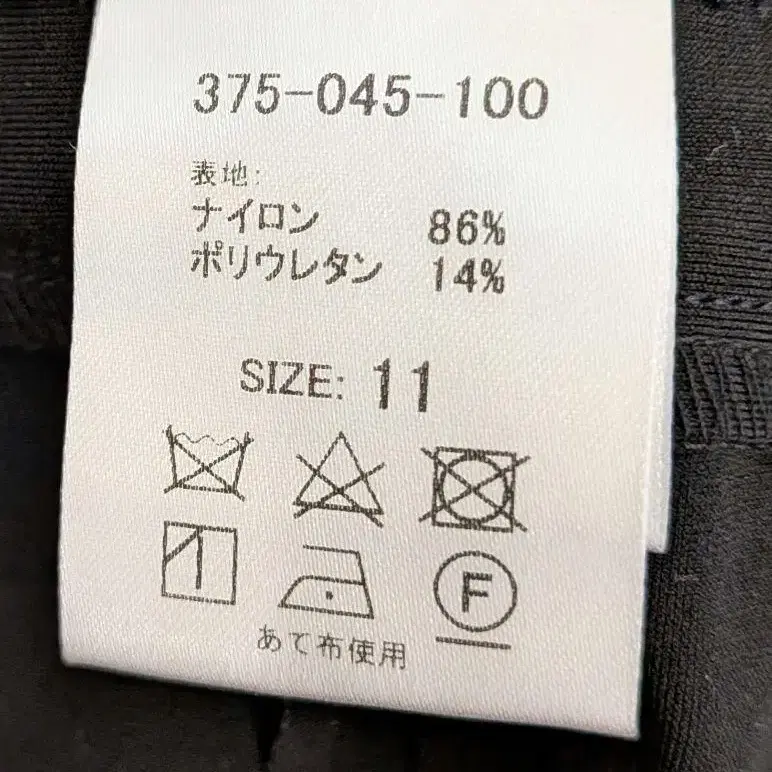 375-045-100
表地:
ナイロン 86%
ポリウレタン 14%
SIZE: 11
F
あて布使用